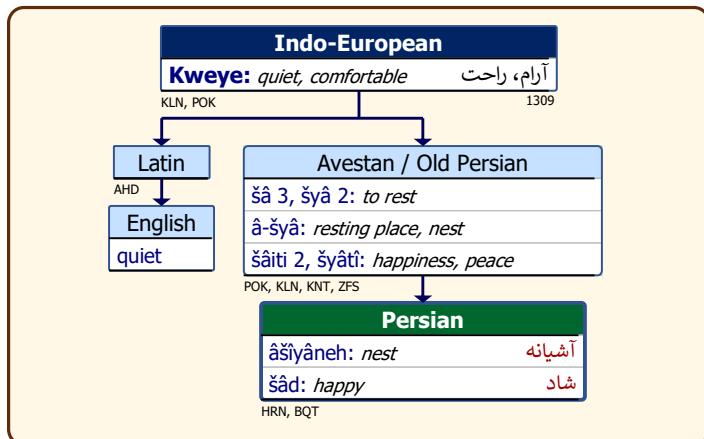 Indo-European
Kweye: quiet, comfortable آرام، راحت
KLN, POK 1309
Latin
AHD
English
quiet
Avestan / Old Persian
šâ 3, šyâ 2: to rest
â-šyâ: resting place, nest
šâiti 2, šyâtî: happiness, peace
POK, KLN, KNT, ZFS
Persian
âšîyâneh: nest آشیانه
šâd: happy شاد
HRN, BQT